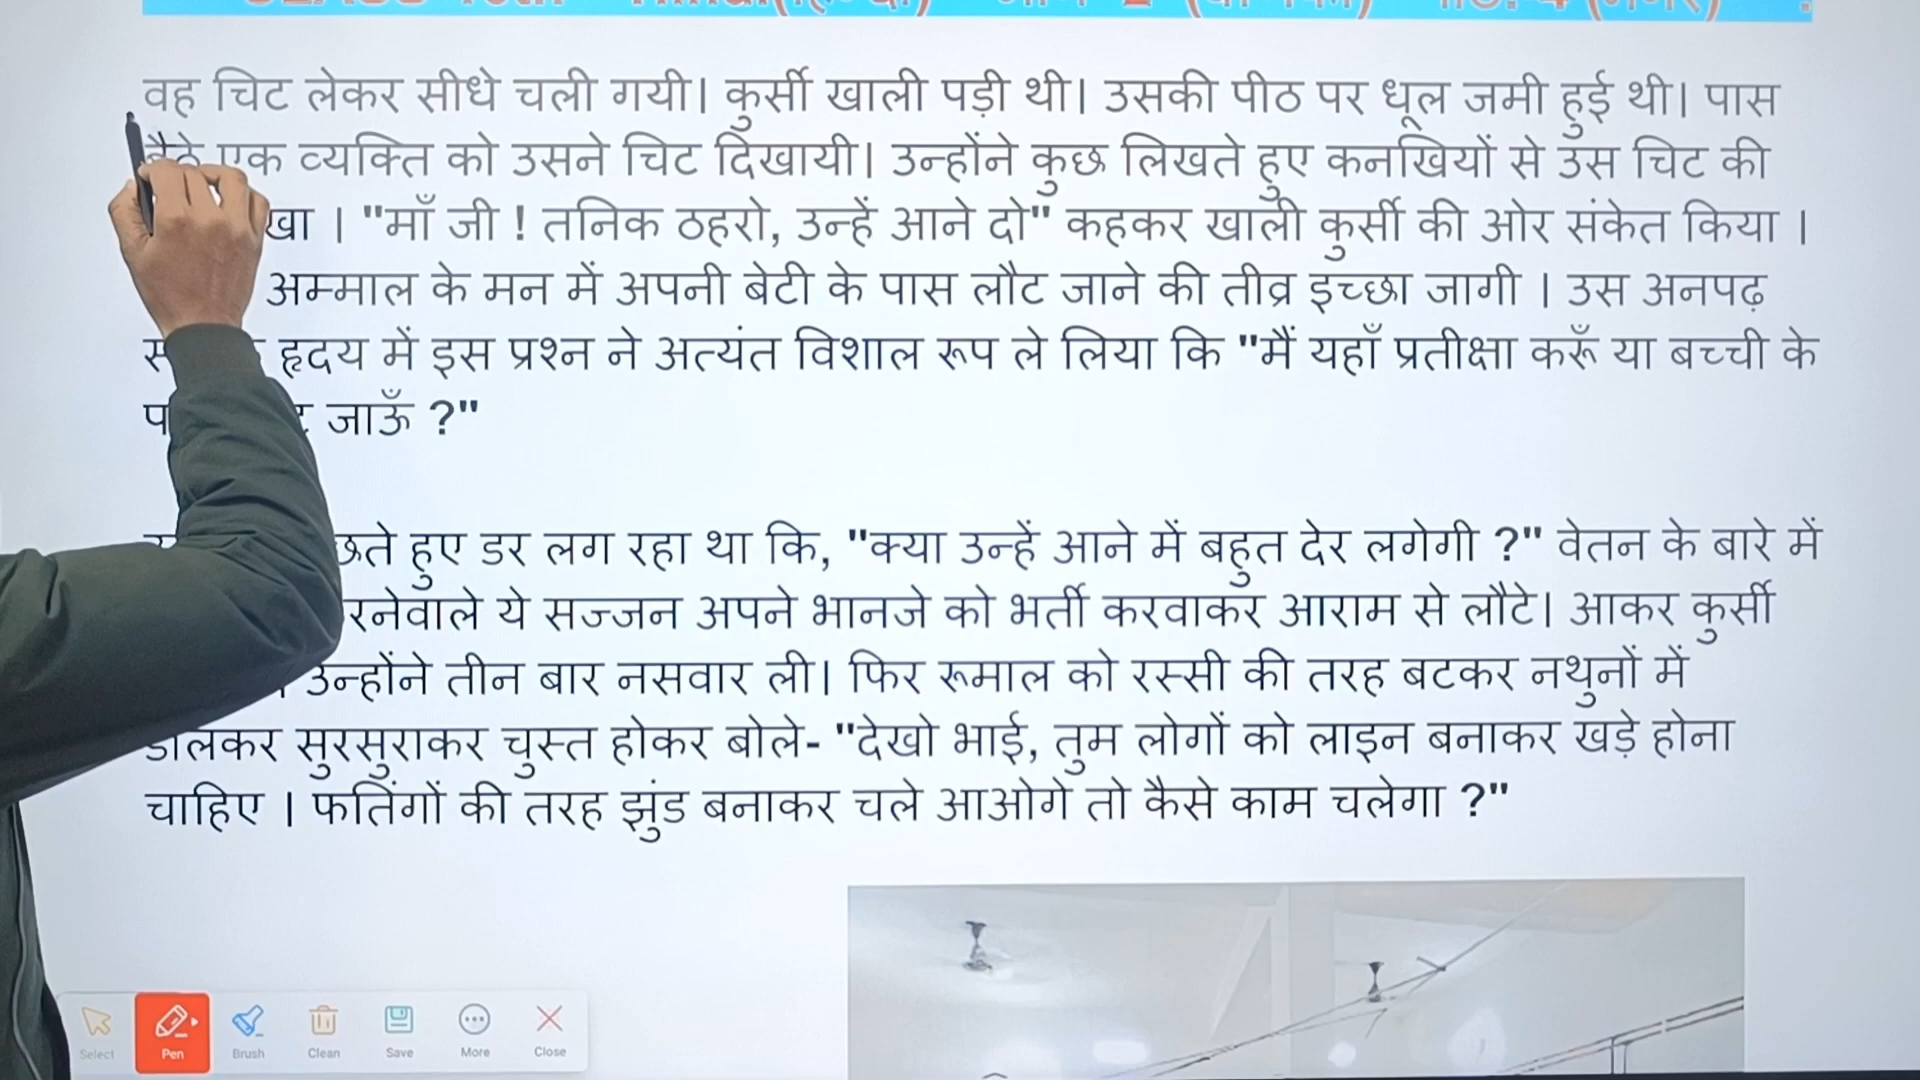 वह चिट लेकर सीधे चली गयी। कुर्सी खाली पड़ी थी। उसकी पीठ पर धूल जमी हुई थी। पास
एक व्यक्ति को उसने चिट दिखायी। उन्होंने कुछ लिखते हुए कनखियों से उस चिट की
"माँ जी ! तनिक ठहरो, उन्हें आने दो" कहकर खाली कुर्सी की ओर संकेत किया ।
अम्माल के मन में अपनी बेटी के पास लौट जाने की तीव्र इच्छा जागी । उस अनपढ़
हृदय में इस प्रश्न ने अत्यंत विशाल रूप ले लिया कि "मैं यहाँ प्रतीक्षा करूँ या बच्ची के
जाऊँ ?"
हुए डर लग रहा था कि, "क्या उन्हें आने में बहुत देर लगेगी ?" वेतन के बारे में
ये सज्जन अपने भानजे को भर्ती करवाकर आराम से लौटे। आकर कुर्सी
उन्होंने तीन बार नसवार ली। फिर रूमाल को रस्सी की तरह बटकर नथुनों में
डालकर सुरसुराकर चुस्त होकर बोले- "देखो भाई, तुम लोगों को लाइन बनाकर खड़े होना
चाहिए । फतिंगों की तरह झुंड बनाकर चले आओगे तो कैसे काम चलेगा ?"
Select Pen Brush Clean Save More Close